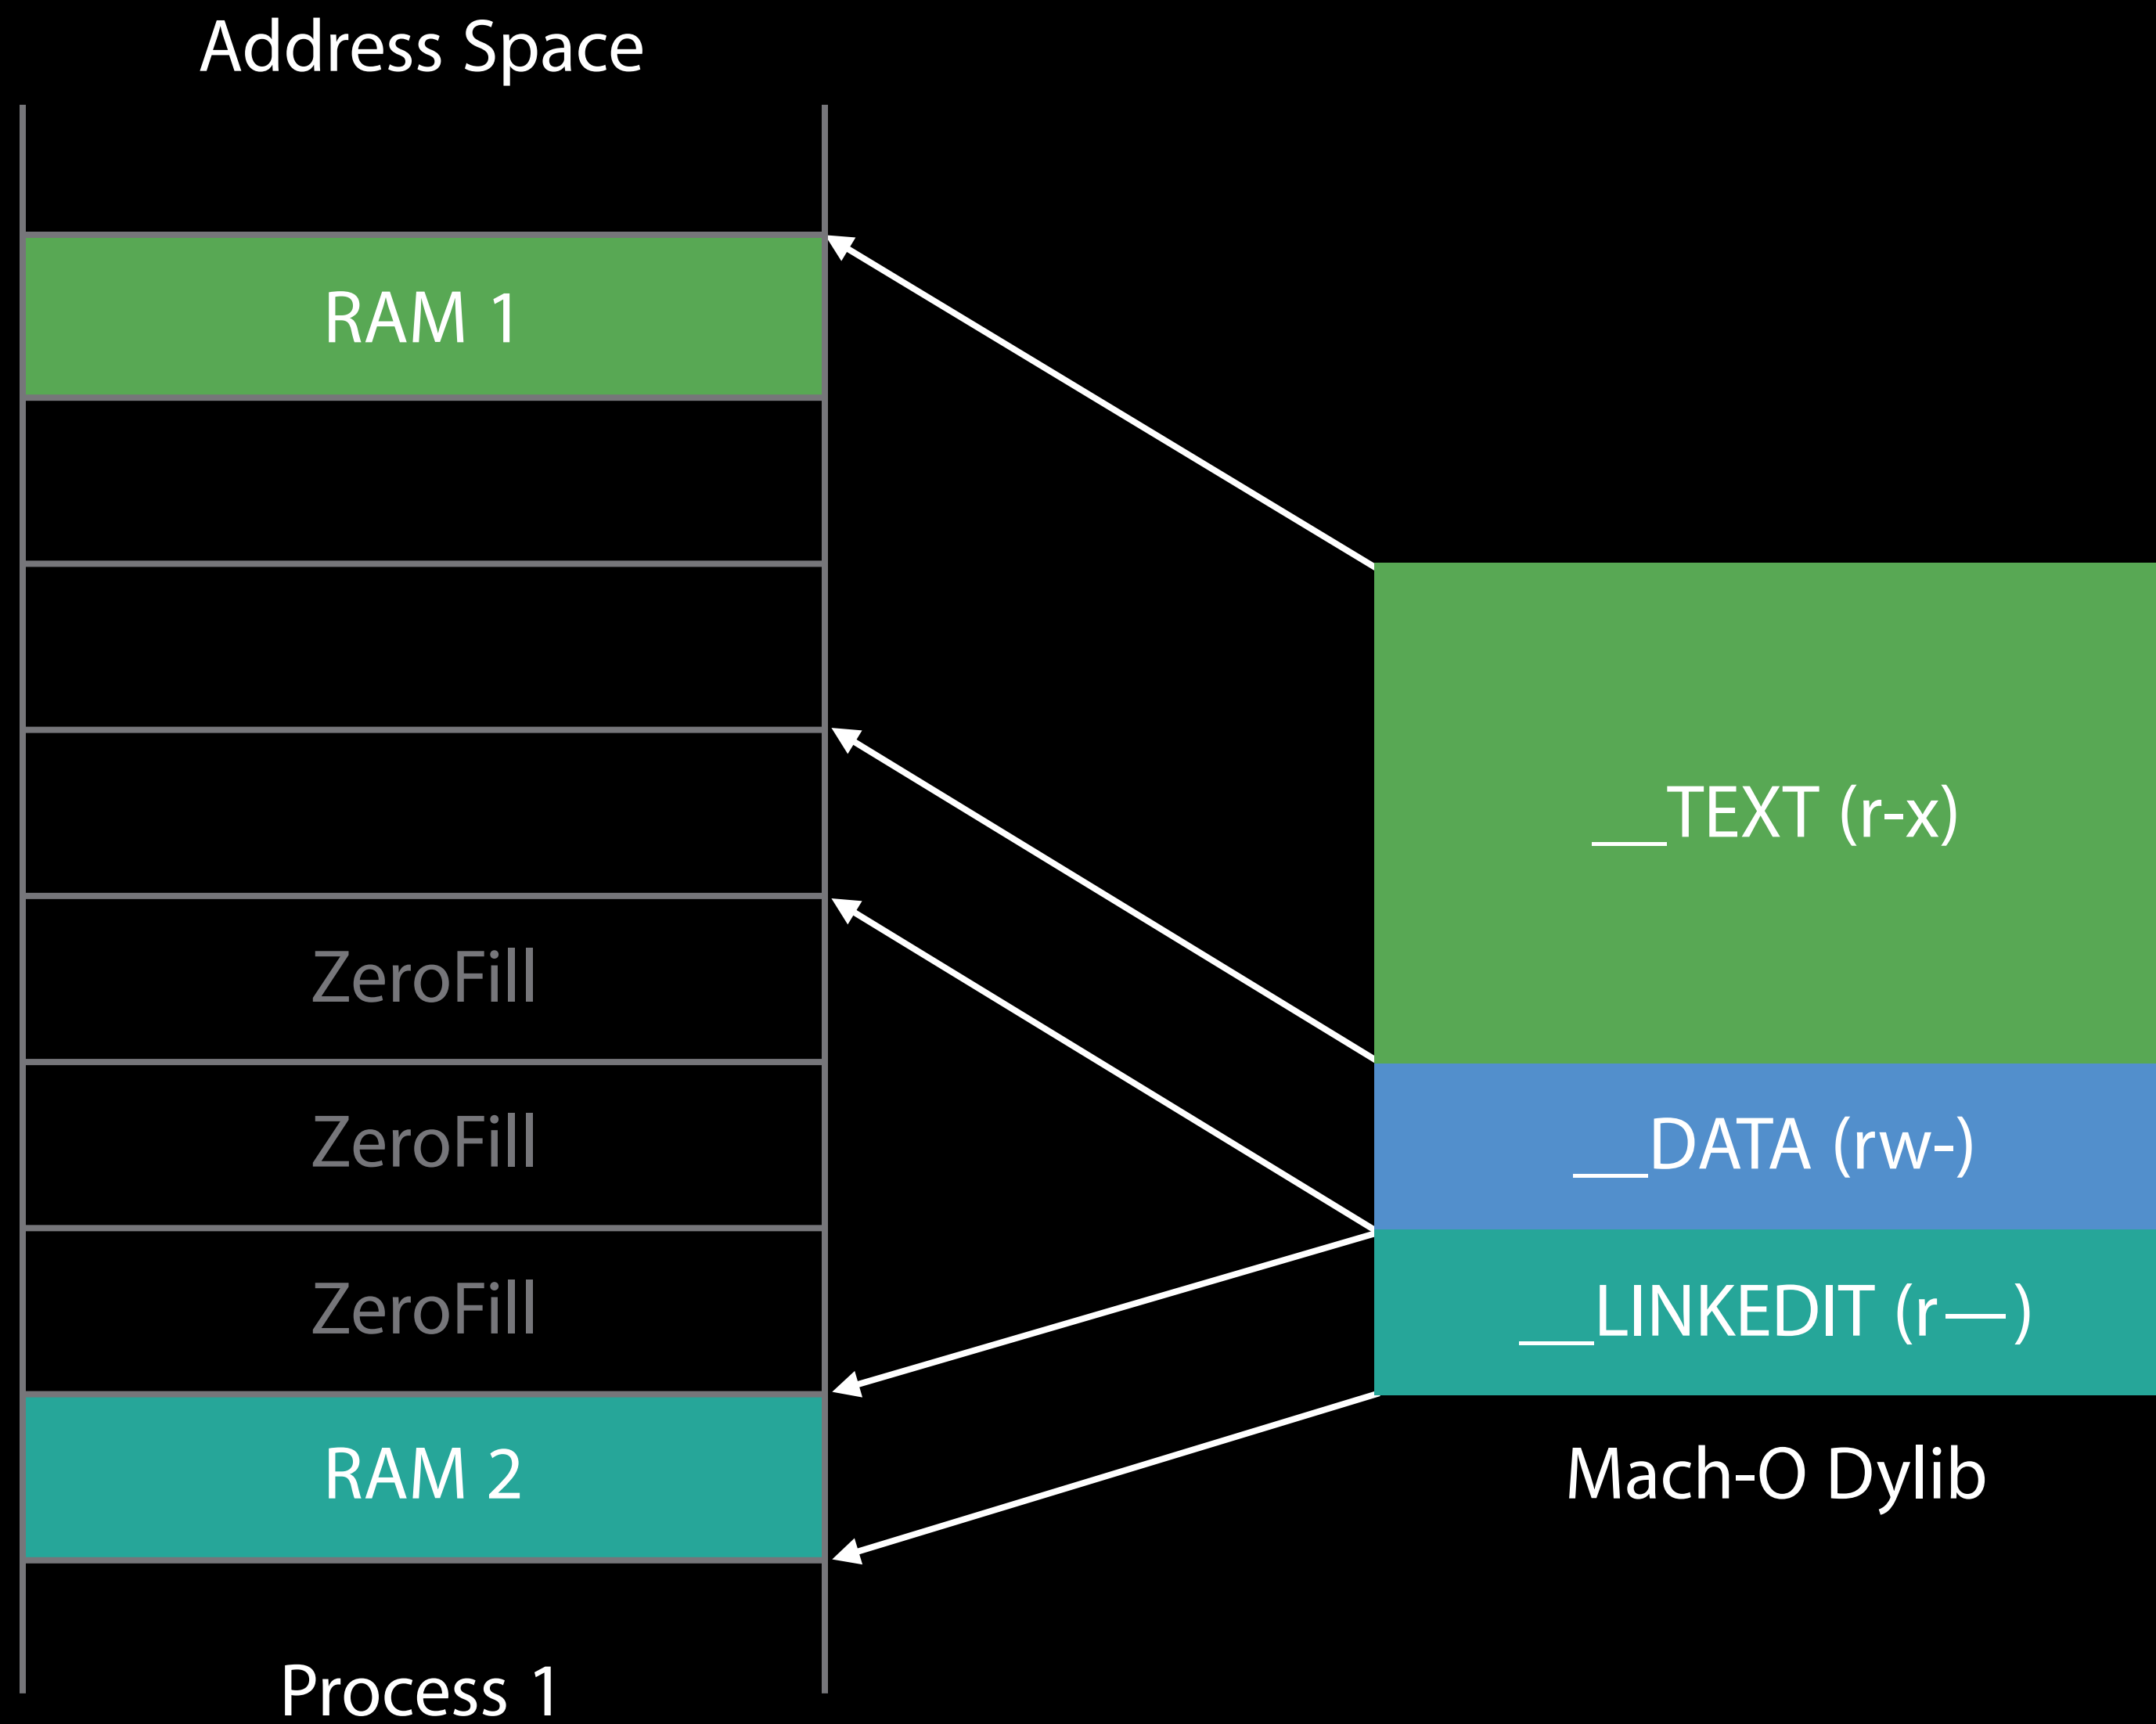 Address Space
RAM 1
ZeroFill
ZeroFill
ZeroFill
RAM 2
Process 1
__TEXT (r-x)
__DATA (rw-)
__LINKEDIT (r—)
Mach-O Dylib